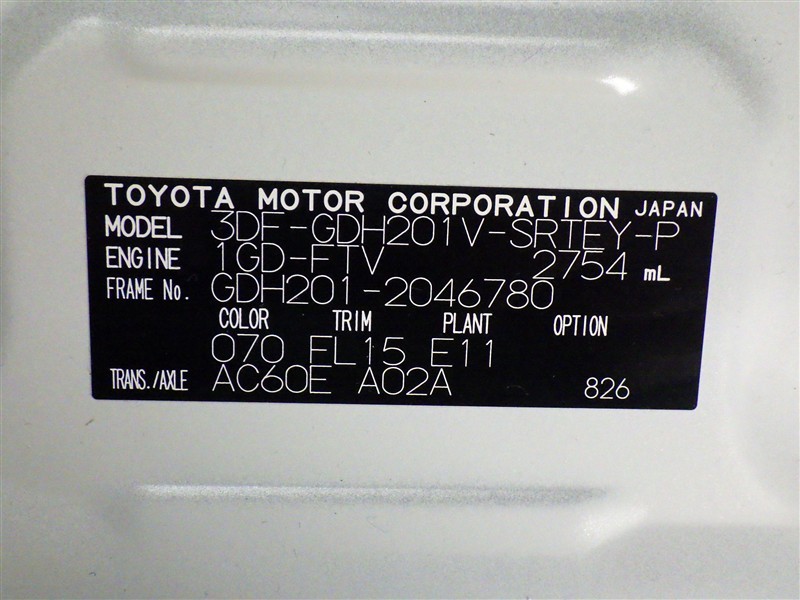 TOYOTA MOTOR CORPORATION JAPAN
MODEL 3DF-GDH201V-SRTEY-P
ENGINE 1GD-FTV 2754 mL
FRAME No. GDH201-2046780
COLOR TRIM PLANT OPTION
070 FL15 E11
TRANS./AXLE AC60E A02A 826